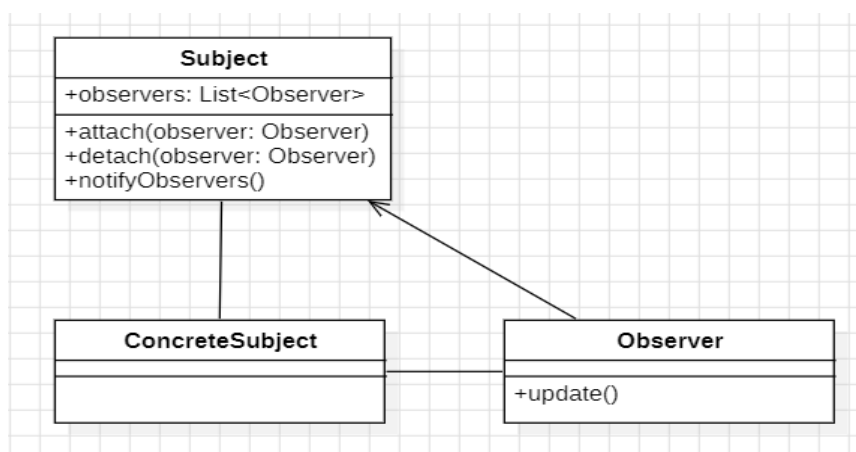 Subject
+observers: List<Observer>
+attach(observer: Observer)
+detach(observer: Observer)
+notifyObservers()
ConcreteSubject
Observer
+update()